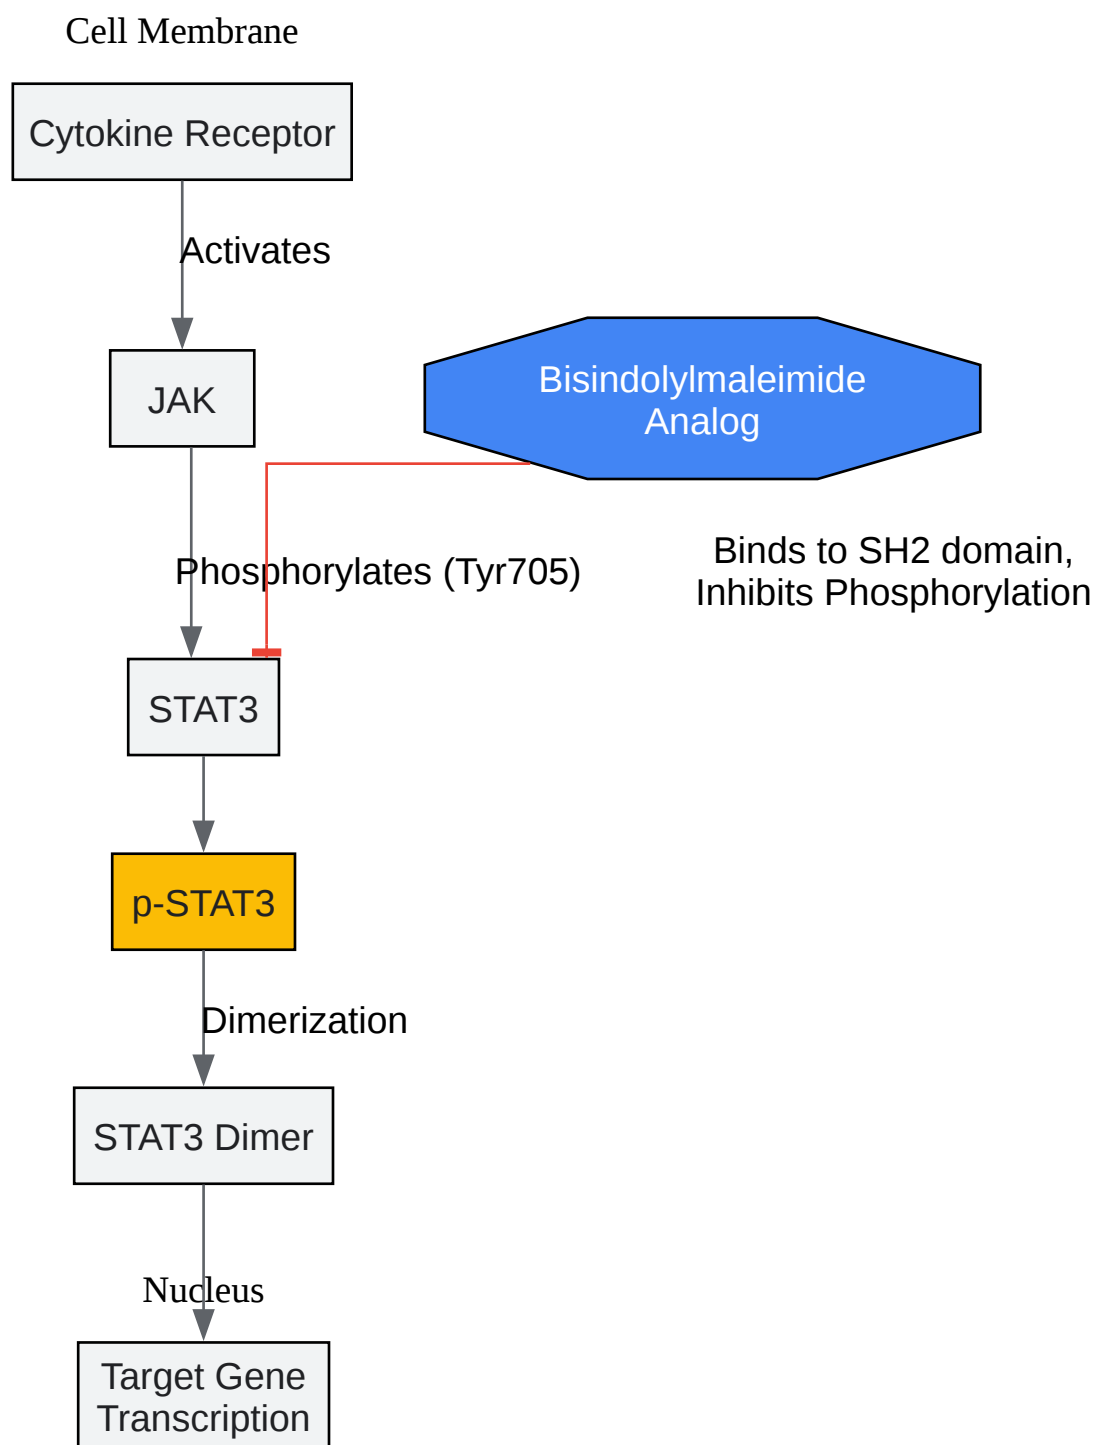 Cell Membrane
Cytokine Receptor
Activates
JAK
Bisindolylmaleimide
Analog
Phosphorylates (Tyr705)
Binds to SH2 domain,
Inhibits Phosphorylation
STAT3
p-STAT3
Dimerization
STAT3 Dimer
Nucleus
Target Gene
Transcription